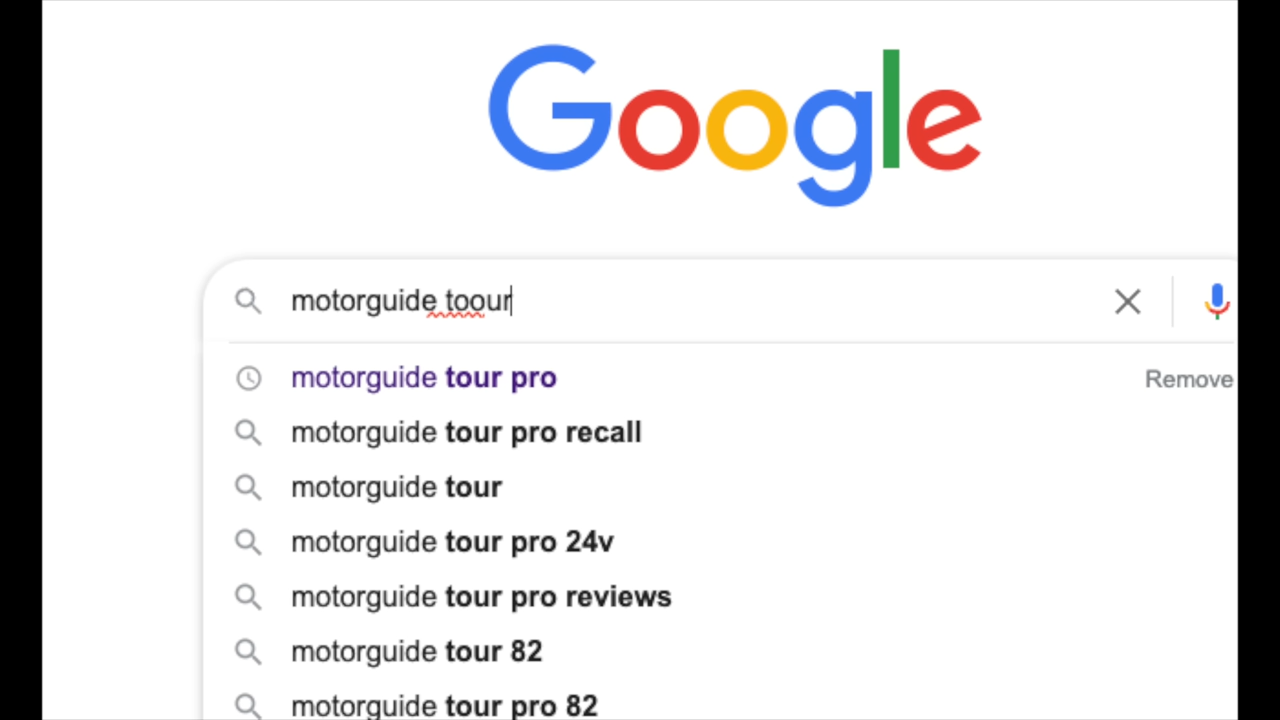 Google
motorguide toour
motorguide tour pro
Remove
motorguide tour pro recall
motorguide tour
motorguide tour pro 24v
motorguide tour pro reviews
motorguide tour 82
motorguide tour pro 82